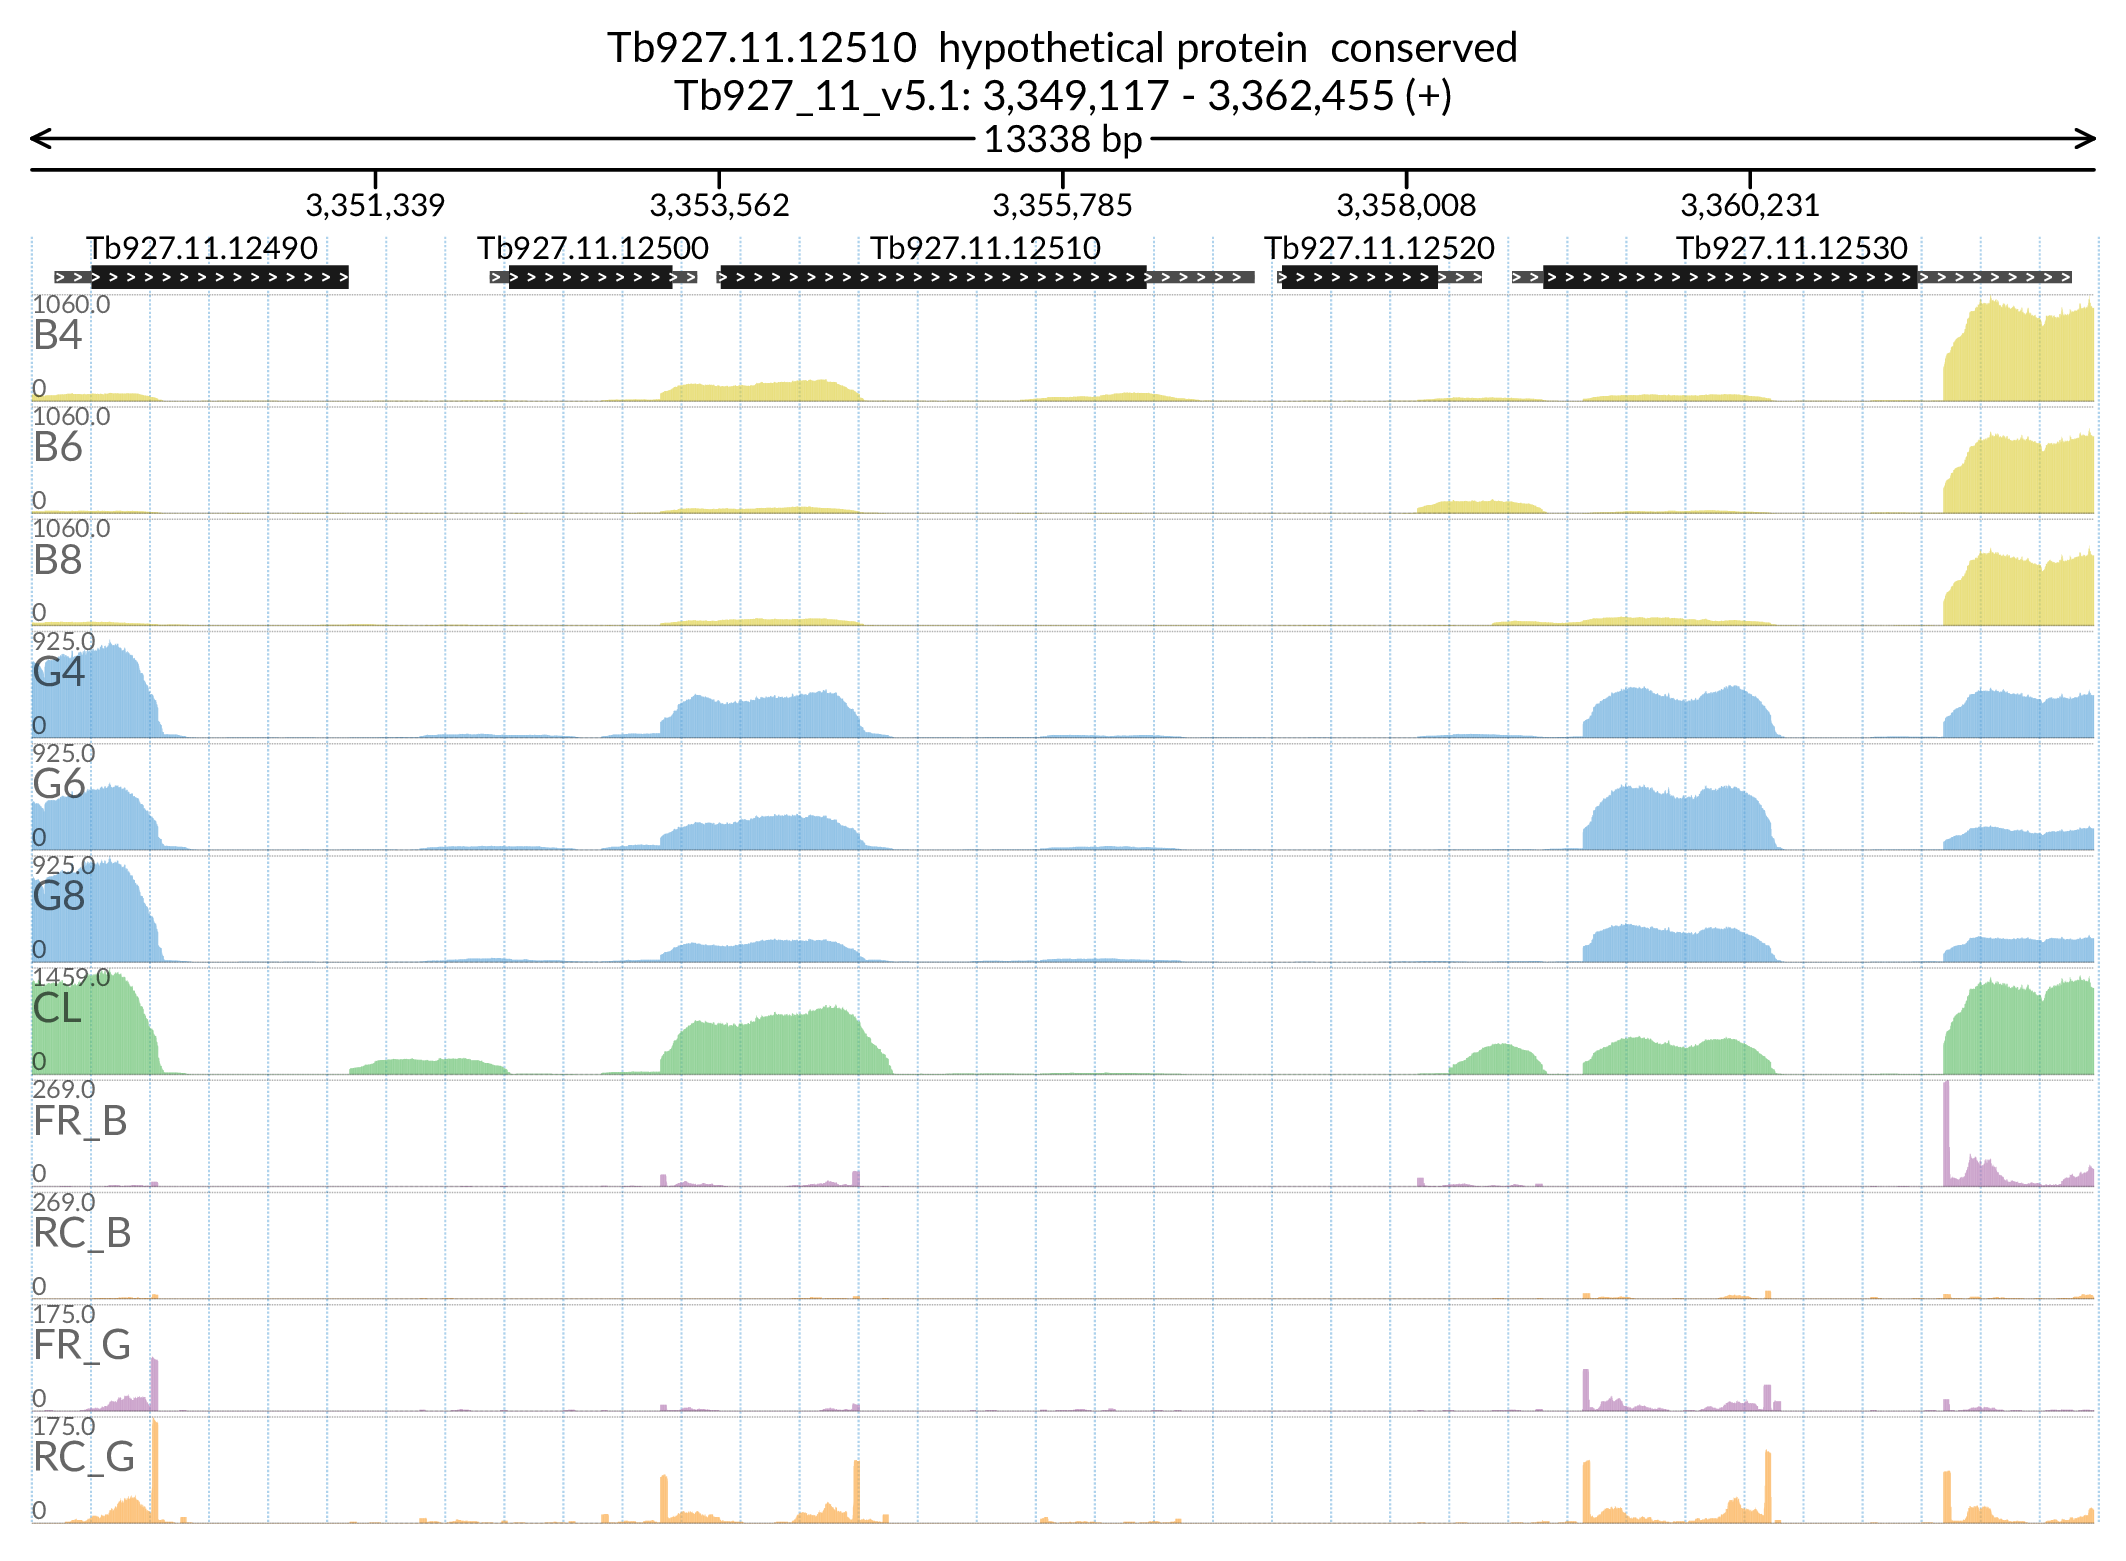 Tb927.11.12510  hypothetical protein  conserved
Tb927_11_v5.1: 3,349,117 - 3,362,455 (+)
13338 bp
3,351,339 3,353,562 3,355,785 3,358,008 3,360,231
Tb927.11.12490 Tb927.11.12500 Tb927.11.12510 Tb927.11.12520 Tb927.11.12530
1060.0
B4
0
1060.0
B6
0
1060.0
B8
0
925.0
G4
0
925.0
G6
0
925.0
G8
0
1459.0
CL
0
269.0
FR_B
0
269.0
RC_B
0
175.0
FR_G
0
175.0
RC_G
0